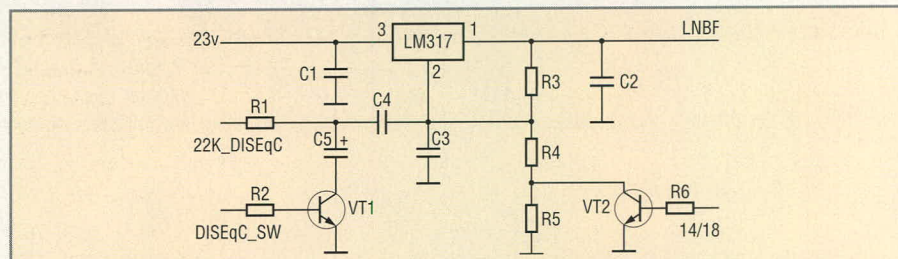 23v
3
LM317
1
LNBF
2
C1
R3
C2
R1
C4
22K_DISEqC
C5
+
C3
R4
R2
VT1
DISEqC_SW
R5
VT2
R6
14/18